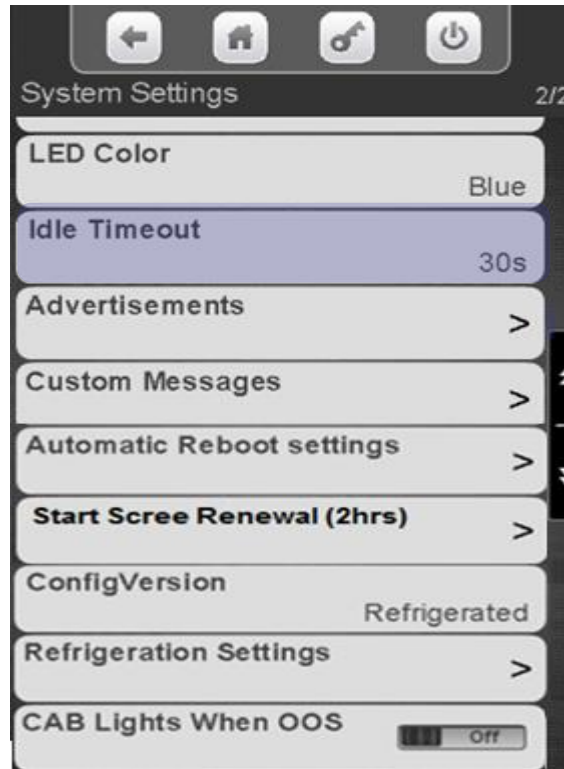 System Settings 2/2
LED Color
Blue
Idle Timeout
30s
Advertisements >
Custom Messages >
Automatic Reboot settings >
Start Scree Renewal (2hrs) >
ConfigVersion
Refrigerated
Refrigeration Settings >
CAB Lights When OOS Off